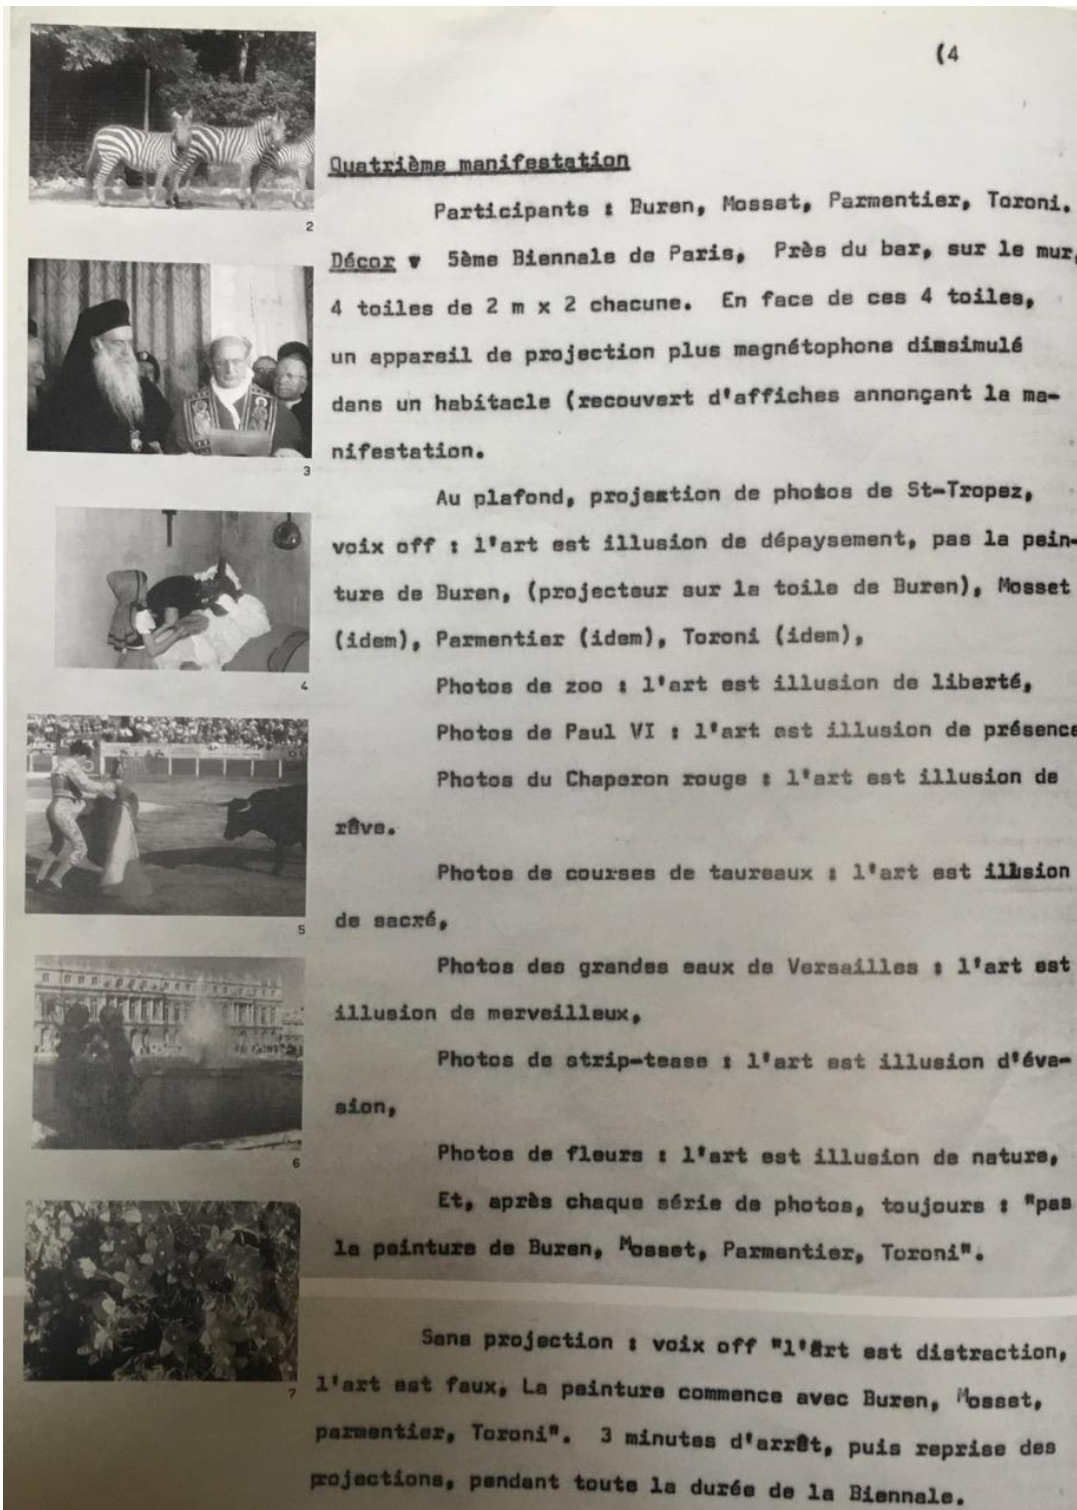 (4
Quatrième manifestation
Participants : Buren, Mosset, Parmentier, Toroni.
Décor : 5ème Biennale de Paris, Près du bar, sur le mur,
4 toiles de 2 m x 2 chacune. En face de ces 4 toiles,
un appareil de projection plus magnétophone dissimulé
dans un habitacle (recouvert d'affiches annonçant la ma-
nifestation.
Au plafond, projection de photos de St-Tropez,
voix off : l'art est illusion de dépaysement, pas la pein-
ture de Buren, (projecteur sur la toile de Buren), Mosset
(idem), Parmentier (idem), Toroni (idem),
Photos de zoo : l'art est illusion de liberté,
Photos de Paul VI : l'art est illusion de présence
Photos du Chaperon rouge : l'art est illusion de
rêve.
Photos de courses de taureaux : l'art est illusion
de sacré,
Photos des grandes eaux de Versailles : l'art est
illusion de merveilleux,
Photos de strip-tease : l'art est illusion d'éva-
sion,
Photos de fleurs : l'art est illusion de nature,
Et, après chaque série de photos, toujours : "pas
la peinture de Buren, Mosset, Parmentier, Toroni".
Sans projection : voix off "l'art est distraction,
l'art est faux, La peinture commence avec Buren, Mosset,
parmentier, Toroni". 3 minutes d'arrêt, puis reprise des
projections, pendant toute la durée de la Biennale.
2
3
4
5
6
7